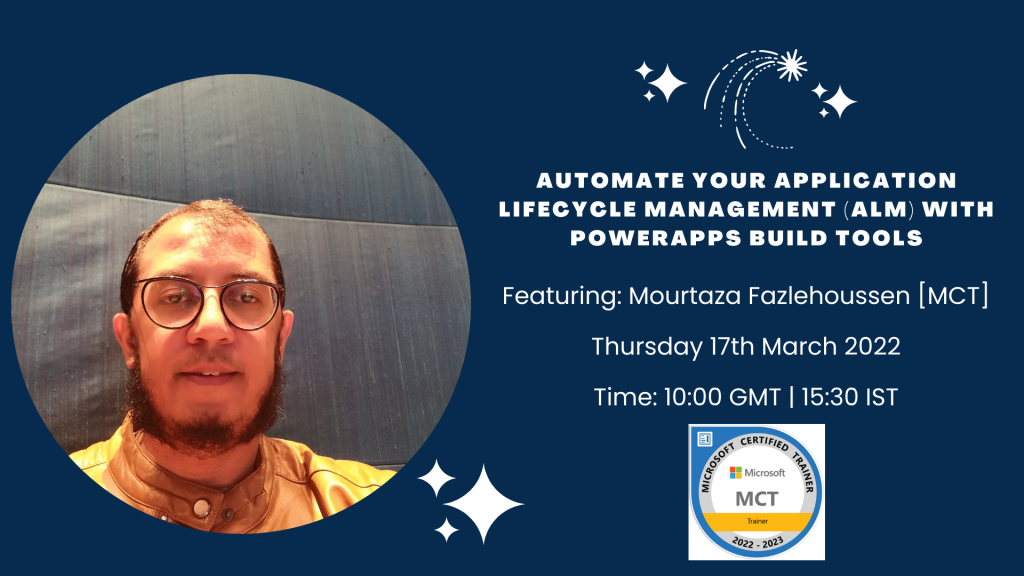 AUTOMATE YOUR APPLICATION
LIFECYCLE MANAGEMENT (ALM) WITH
POWERAPPS BUILD TOOLS
Featuring: Mourtaza Fazlehoussen [MCT]
Thursday 17th March 2022
Time: 10:00 GMT | 15:30 IST
MICROSOFT CERTIFIED TRAINER
Microsoft
MCT
Trainer
2022 - 2023